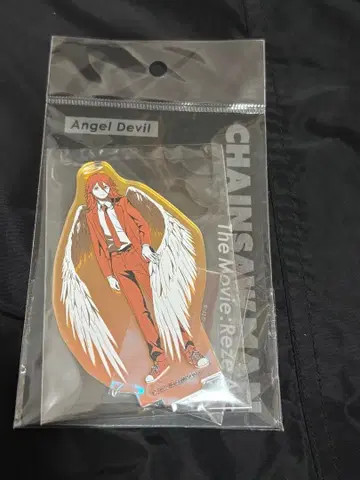 Angel Devil
CHAINSAW MAN
The Movie: Reze